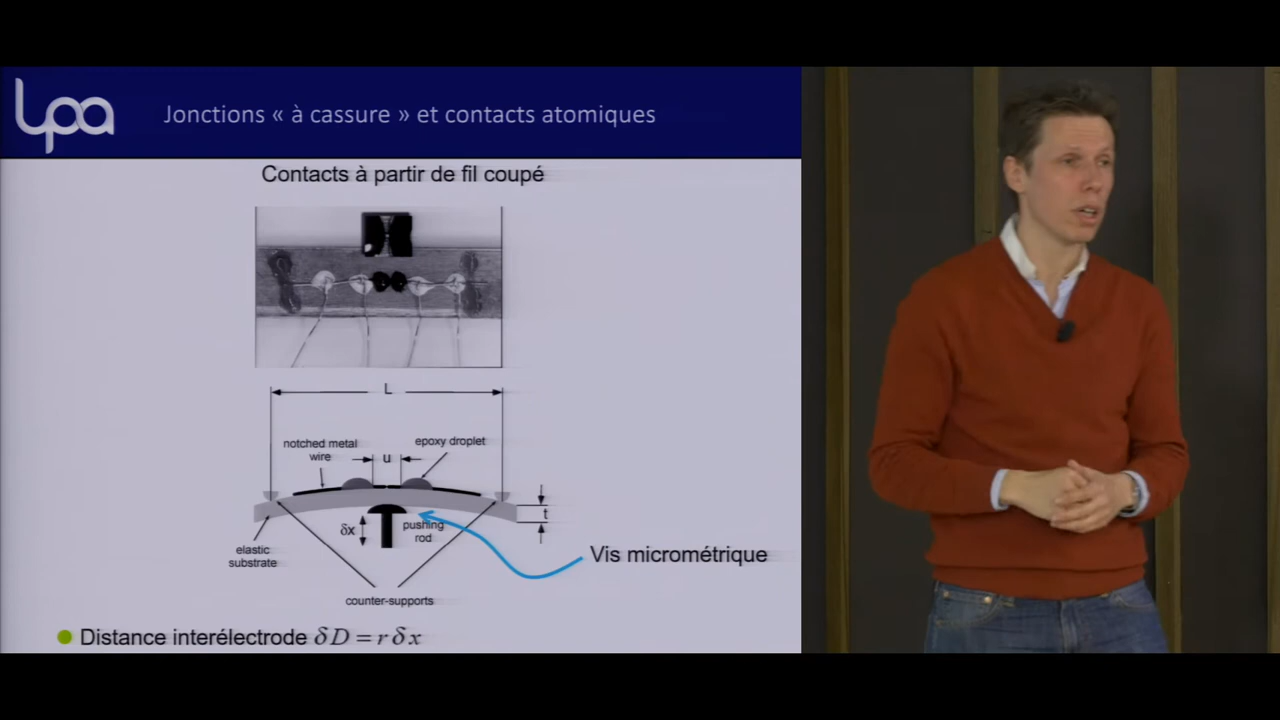 lpa
Jonctions « à cassure » et contacts atomiques
Contacts à partir de fil coupé
L
notched metal
wire
epoxy droplet
u
δx
pushing
rod
t
elastic
substrate
Vis micrométrique
counter-supports
Distance interélectrode δD = rδx